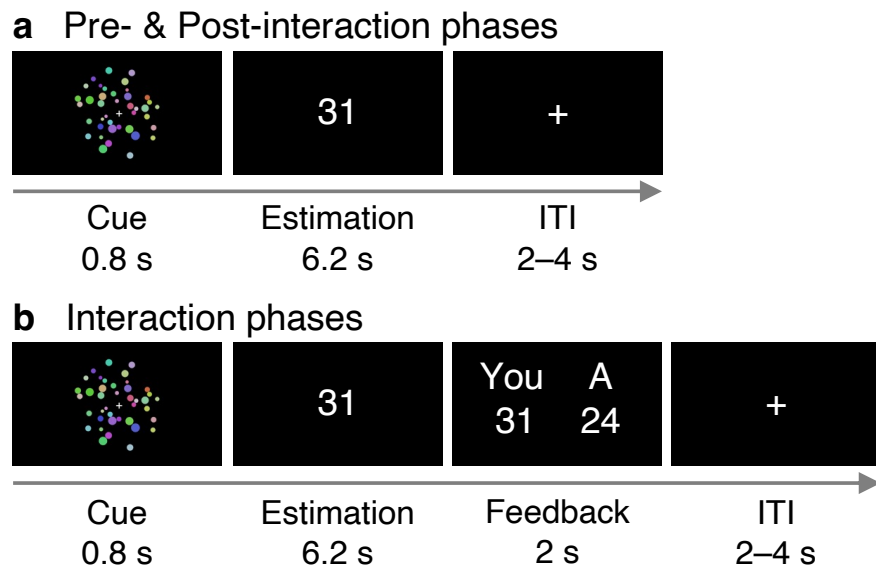 a Pre- & Post-interaction phases
31 +
Cue Estimation ITI
0.8 s 6.2 s 2–4 s
b Interaction phases
You A
31 31 24 +
Cue Estimation Feedback ITI
0.8 s 6.2 s 2 s 2–4 s